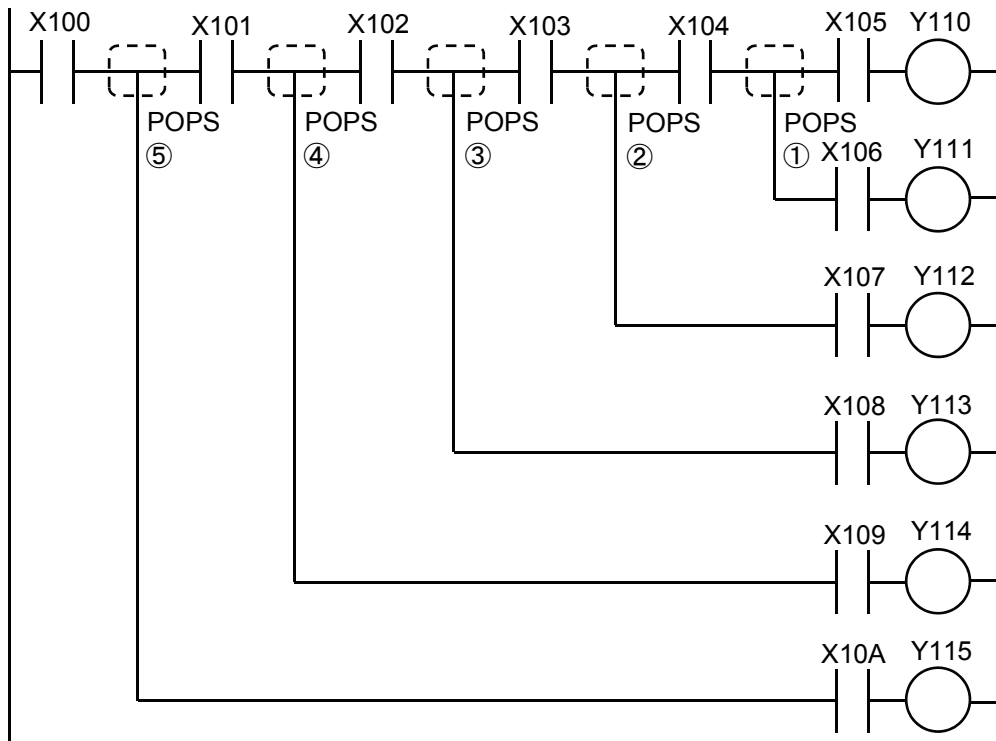 X100 X101 X102 X103 X104 X105 Y110
POPS POPS POPS POPS POPS
⑤ ④ ③ ② ① X106 Y111
X107 Y112
X108 Y113
X109 Y114
X10A Y115